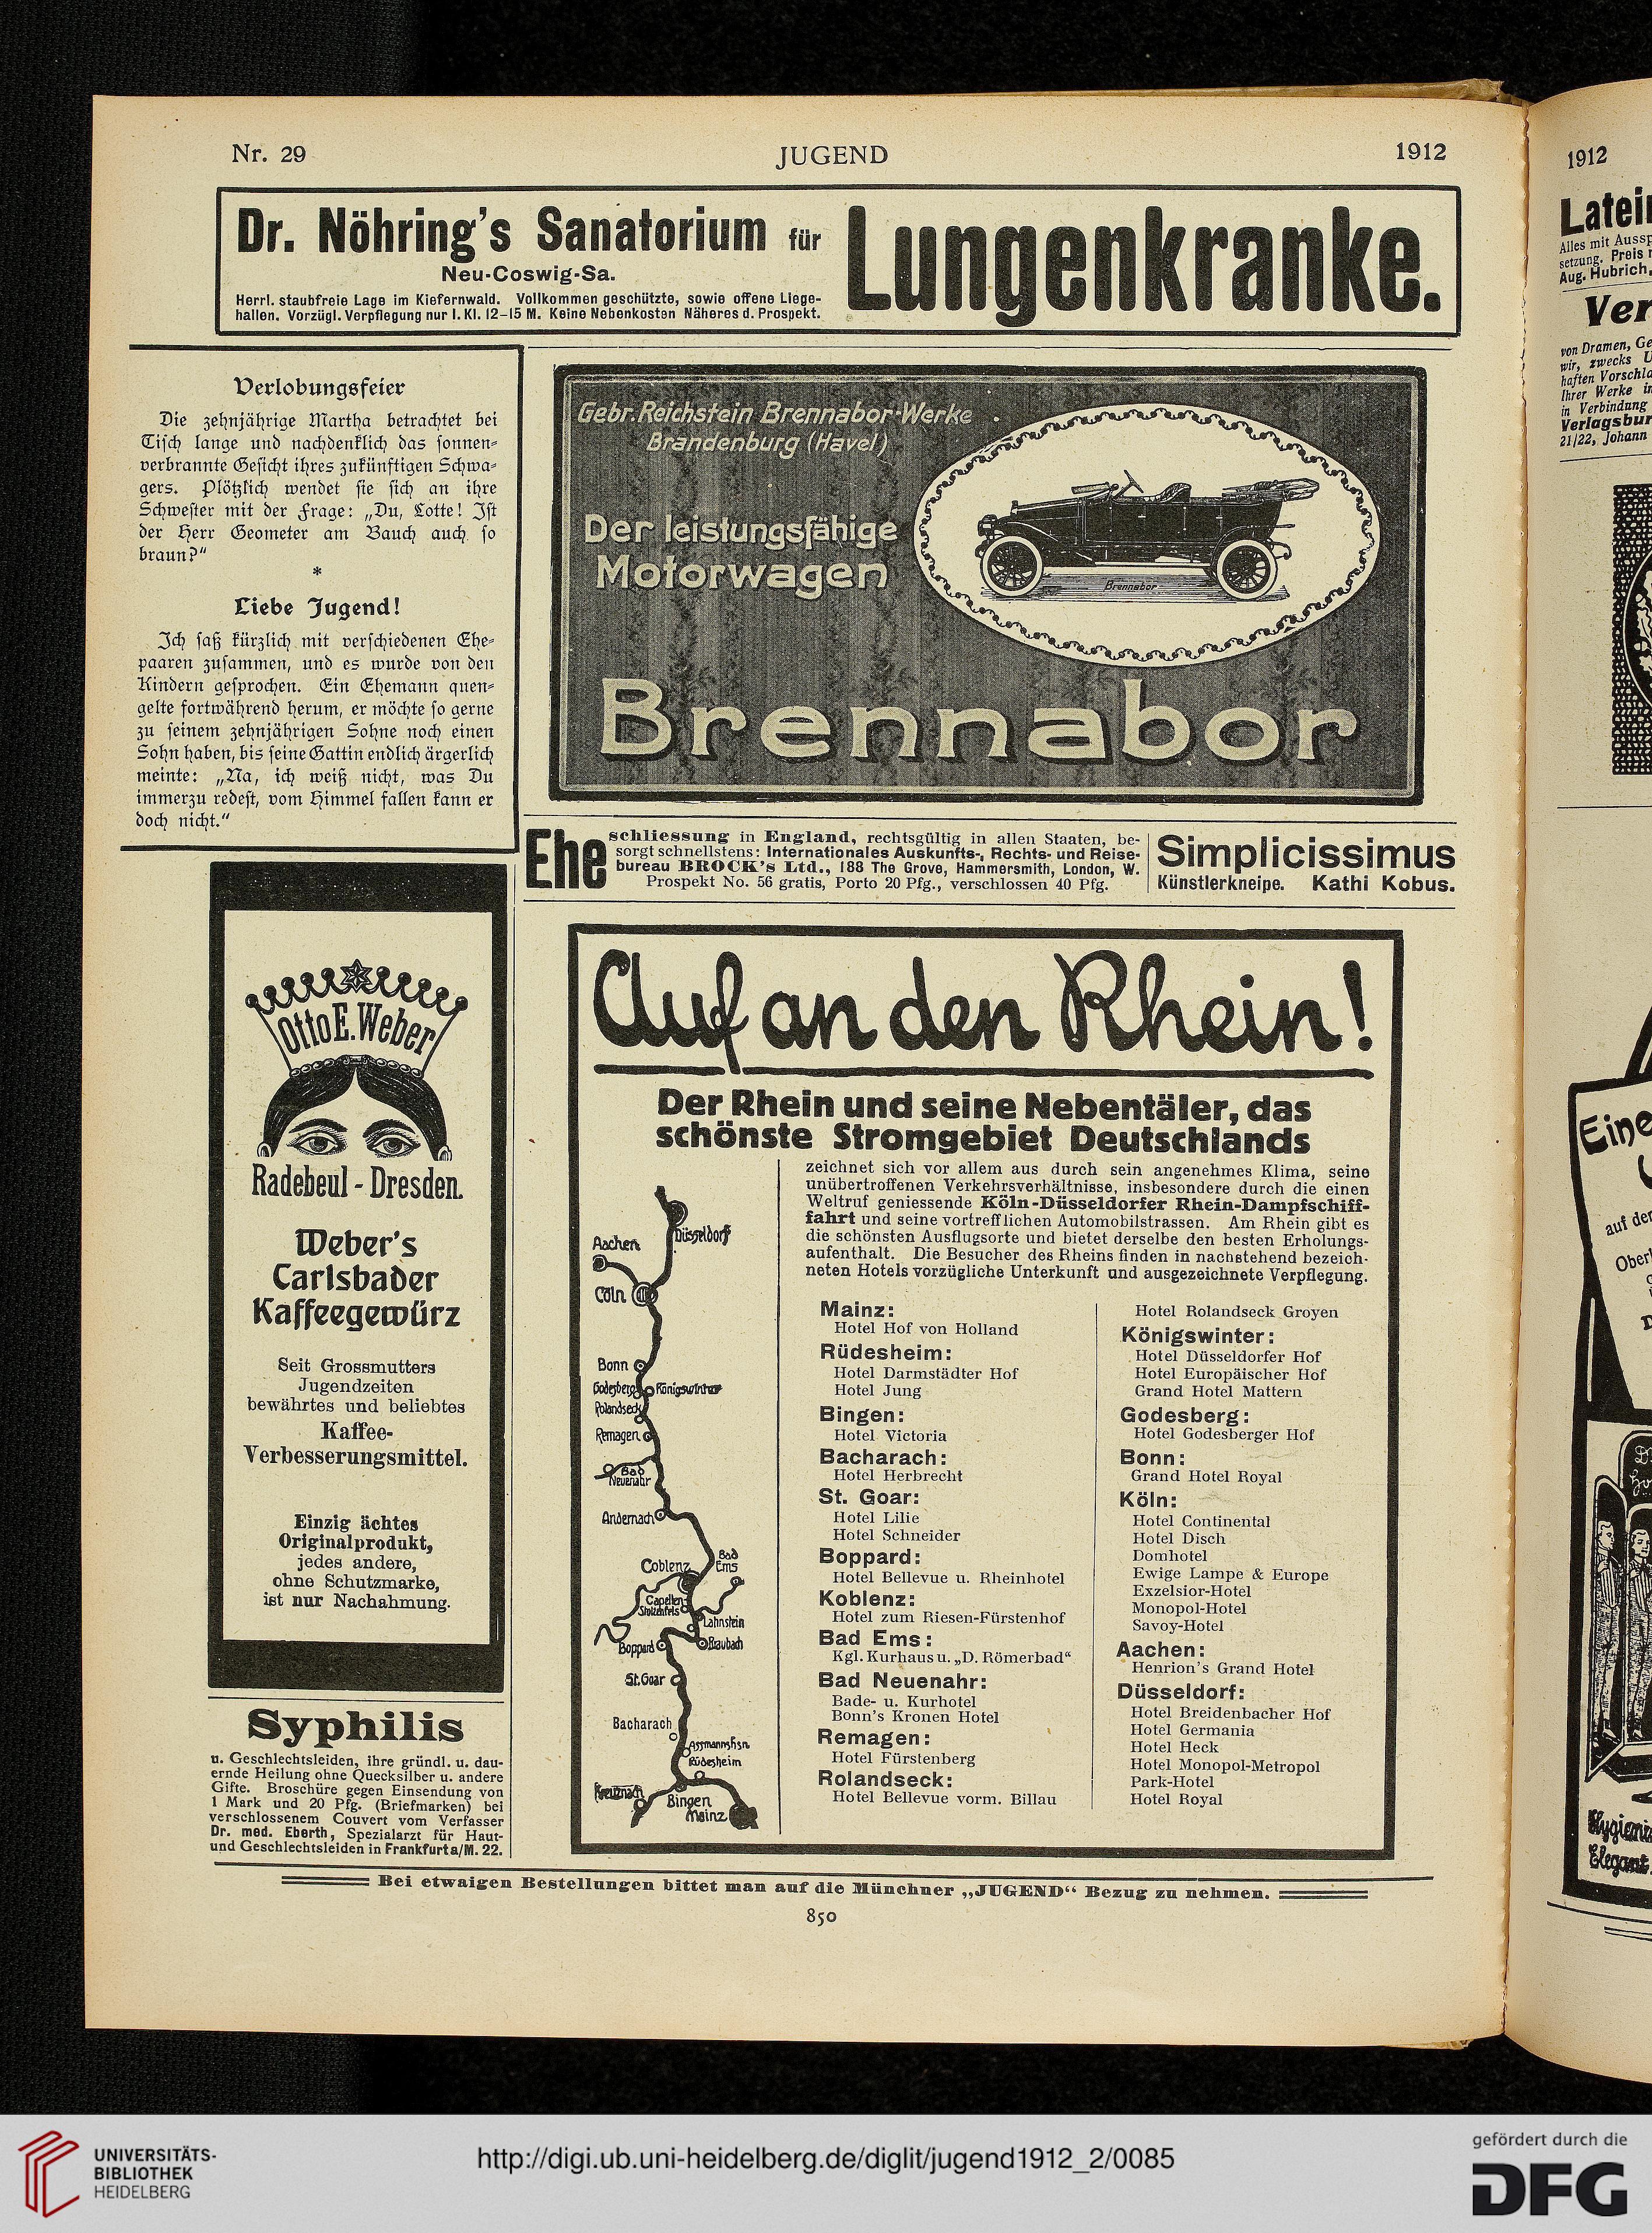 Nr. 29
JUGEND
1912
Dr. Nöhring's Sanatorium für
Neu-Coswig-Sa.
Herrl. staubfreie Lage im Kiefernwald. Vollkommen geschützte, sowie offene Liege-
hallen. Vorzügl. Verpflegung nur I. Kl. 12–15 M. Keine Nebenkosten Näheres d. Prospekt.
Lungenkranke.
Verlobungsfeier
Die zehnjährige Martha betrachtet bei
Tisch lange und nachdenklich das sonnen-
verbrannte Gesicht ihres zukünftigen Schwa-
gers. Plötzlich wendet sie sich an ihre
Schwester mit der Frage: „Du, Lotte! Ist
der Herr Geometer am Bauch auch so
braun?“
*
Liebe Jugend!
Ich saß kürzlich mit verschiedenen Ehe-
paaren zusammen, und es wurde von den
Kindern gesprochen. Ein Ehemann quen-
gelte fortwährend herum, er möchte so gerne
zu seinem zehnjährigen Sohne noch einen
Sohn haben, bis seine Gattin endlich ärgerlich
meinte: „Na, ich weiß nicht, was Du
immerzu redest, vom Himmel fallen kann er
doch nicht.“
Gebr. Reichstein Brennabor-Werke
Brandenburg (Havel)
Der leistungsfähige
Motorwagen
Brennabor
Brennabor
Ehe
schliessung in England, rechtsgültig in allen Staaten, be-
sorgt schnellstens: Internationales Auskunfts-, Rechts- und Reise-
bureau BROCK's Ltd., 188 The Grove, Hammersmith, London, W.
Prospekt No. 56 gratis, Porto 20 Pfg., verschlossen 40 Pfg.
Simplicissimus
Künstlerkneipe. Kathi Kobus.
Otto E. Weber
Radebeul - Dresden.
Weber's
Carlsbader
Kaffeegewürz
Seit Grossmutters
Jugendzeiten
bewährtes und beliebtes
Kaffee-
Verbesserungsmittel.
Einzig ächtes
Originalprodukt,
jedes andere,
ohne Schutzmarke,
ist nur Nachahmung.
Syphilis
u. Geschlechtsleiden, ihre gründl. u. dau-
ernde Heilung ohne Quecksilber u. andere
Gifte. Broschüre gegen Einsendung von
1 Mark und 20 Pfg. (Briefmarken) bei
verschlossenem Couvert vom Verfasser
Dr. med. Eberth, Spezialarzt für Haut-
und Geschlechtsleiden in Frankfurt a/M. 22.
Auf an den Rhein!
Der Rhein und seine Nebentäler, das
schönste Stromgebiet Deutschlands
zeichnet sich vor allem aus durch sein angenehmes Klima, seine
unübertroffenen Verkehrsverhältnisse, insbesondere durch die einen
Weltruf geniessende Köln-Düsseldorfer Rhein-Dampfschiff-
fahrt und seine vortrefflichen Automobilstrassen. Am Rhein gibt es
die schönsten Ausflugsorte und bietet derselbe den besten Erholungs-
aufenthalt. Die Besucher des Rheins finden in nachstehend bezeich-
neten Hotels vorzügliche Unterkunft und ausgezeichnete Verpflegung.
Düsseldorf
Aachen
Cöln
Bonn
Godesberg
Königswinter
Rolandseck
Remagen
Bad
Neuenahr
Andernach
Coblenz
Bad
Ems
Capellen-
Stolzenfels
Lahnstein
Boppard
Braubach
St. Goar
Bacharach
Assmannshsn.
Rüdesheim
Kreuznach
Bingen
Mainz
Mainz:
Hotel Hof von Holland
Rüdesheim:
Hotel Darmstädter Hof
Hotel Jung
Bingen:
Hotel Victoria
Bacharach:
Hotel Herbrecht
St. Goar:
Hotel Lilie
Hotel Schneider
Boppard:
Hotel Bellevue u. Rheinhotel
Koblenz:
Hotel zum Riesen-Fürstenhof
Bad Ems:
Kgl. Kurhaus u. „D. Römerbad“
Bad Neuenahr:
Bade- u. Kurhotel
Bonn's Kronen Hotel
Remagen:
Hotel Fürstenberg
Rolandseck:
Hotel Bellevue vorm. Billau
Hotel Rolandseck Groyen
Königswinter:
Hotel Düsseldorfer Hof
Hotel Europäischer Hof
Grand Hotel Mattern
Godesberg:
Hotel Godesberger Hof
Bonn:
Grand Hotel Royal
Köln:
Hotel Continental
Hotel Disch
Domhotel
Ewige Lampe & Europe
Exzelsior-Hotel
Monopol-Hotel
Savoy-Hotel
Aachen:
Henrion's Grand Hotel
Düsseldorf:
Hotel Breidenbacher Hof
Hotel Germania
Hotel Heck
Hotel Monopol-Metropol
Park-Hotel
Hotel Royal
Bei etwaigen Bestellungen bittet man auf die Münchner „JUGEND“ Bezug zu nehmen.
850
1912
Alles mit
setzung. Preis
Aug. Hubrich,
von Dramen,
wir, zwecks
haften
Ihrer Werke
in Verbindung
21/22, Johann
Eine
auf
Elegant
UNIVERSITÄTS-
BIBLIOTHEK
HEIDELBERG
http://digi.ub.uni-heidelberg.de/diglit/jugend1912_2/0085
gefördert durch die
DFG